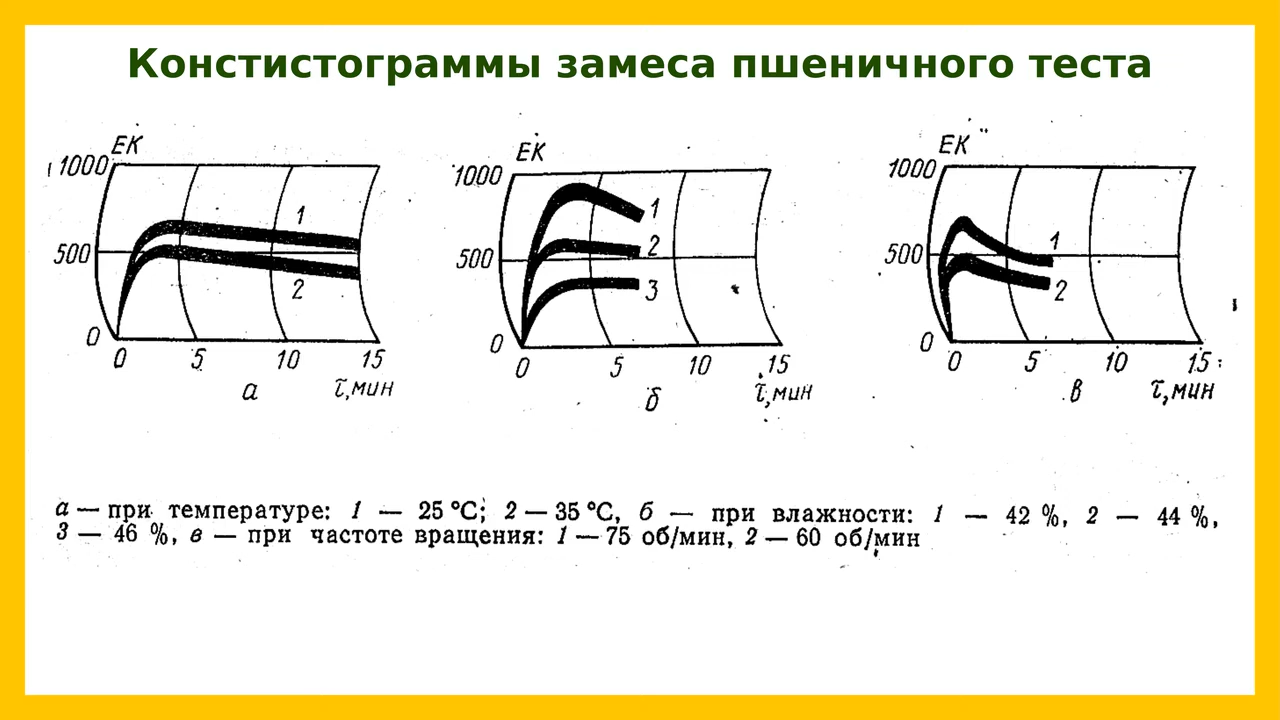 Констистограммы замеса пшеничного теста
ЕК
1000
500
0
0 5 10 15
1
2
а τ,мин
ЕК
1000
500
0
0 5 10 15
1
2
3
б τ,мин
ЕК
1000
500
0
0 5 10 15
1
2
в τ,мин
а — при температуре: 1 — 25 °С; 2 — 35 °С, б — при влажности: 1 — 42 %, 2 — 44 %,
3 — 46 %, в — при частоте вращения: 1 — 75 об/мин, 2 — 60 об/мин